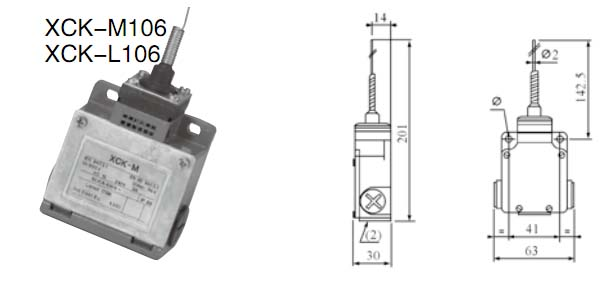 XCK-M106
XCK-L106
XCK-M
14
201
(2)
30
Ø2
142.5
Ø
= 41 =
63